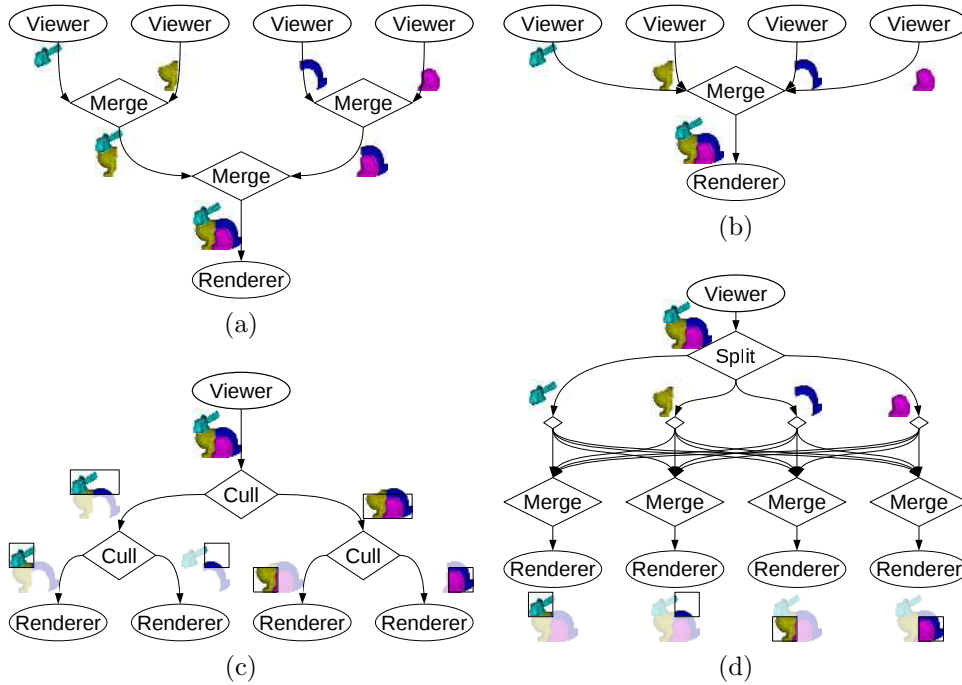 Viewer Viewer Viewer Viewer
Merge Merge
Merge
Renderer
(a)
Viewer Viewer Viewer Viewer
Merge
Renderer
(b)
Viewer
Cull
Cull Cull
Renderer Renderer Renderer Renderer
(c)
Viewer
Split
Merge Merge Merge Merge
Renderer Renderer Renderer Renderer
(d)